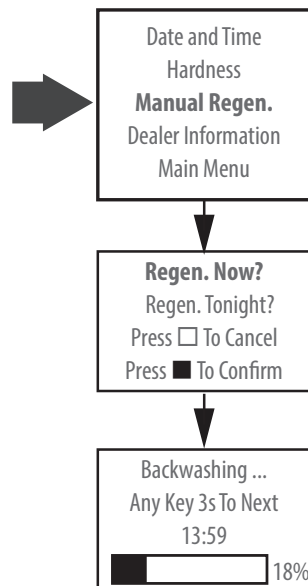 Date and Time
Hardness
Manual Regen.
Dealer Information
Main Menu
Regen. Now?
Regen. Tonight?
Press □ To Cancel
Press ■ To Confirm
Backwashing ...
Any Key 3s To Next
13:59
18%